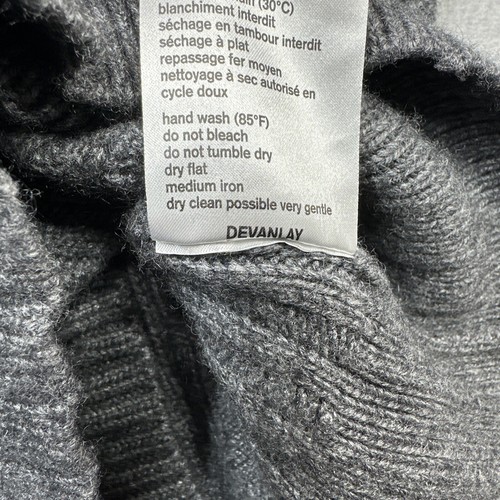 (30°C)
blanchiment interdit
séchage en tambour interdit
séchage à plat
repassage fer moyen
nettoyage à sec autorisé en
cycle doux
hand wash (85°F)
do not bleach
do not tumble dry
dry flat
medium iron
dry clean possible very gentle
DEVANLAY